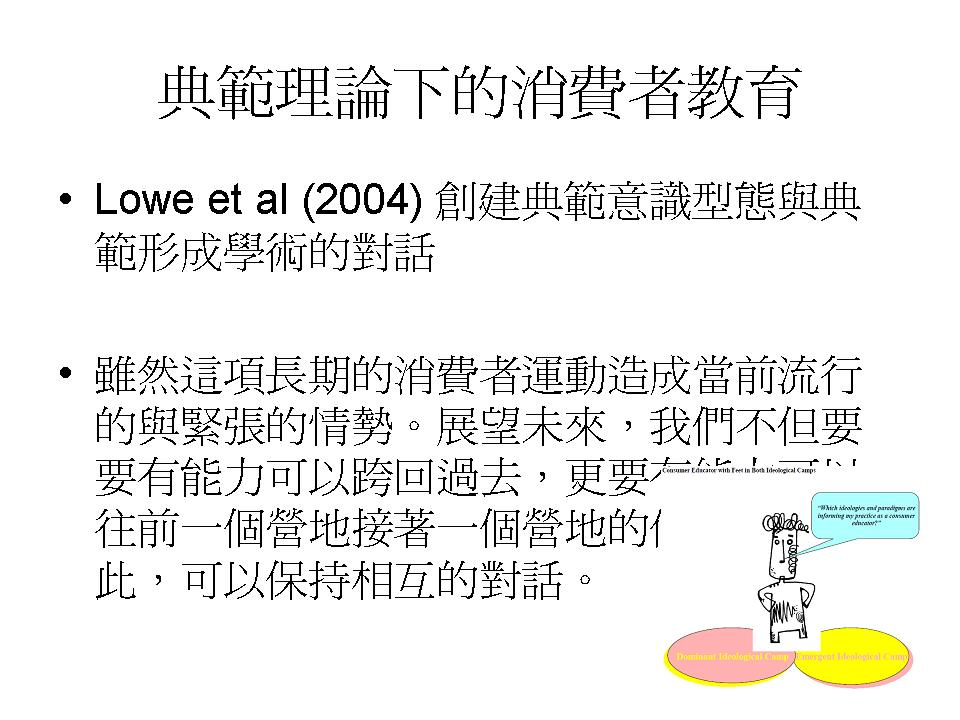 典範理論下的消費者教育
• Lowe et al (2004) 創建典範意識型態與典
範形成學術的對話
• 雖然這項長期的消費者運動造成當前流行
的與緊張的情勢。展望未來，我們不但要
要有能力可以跨回過去，更要有能力可以
往前一個營地接著一個營地的
此，可以保持相互的對話。
Consumer Educator with Feet in Both Ideological Camps
"Which ideologies and paradigms are
informing my practice as a consumer
educator?"
Dominant Ideological Camp
Emergent Ideological Camp